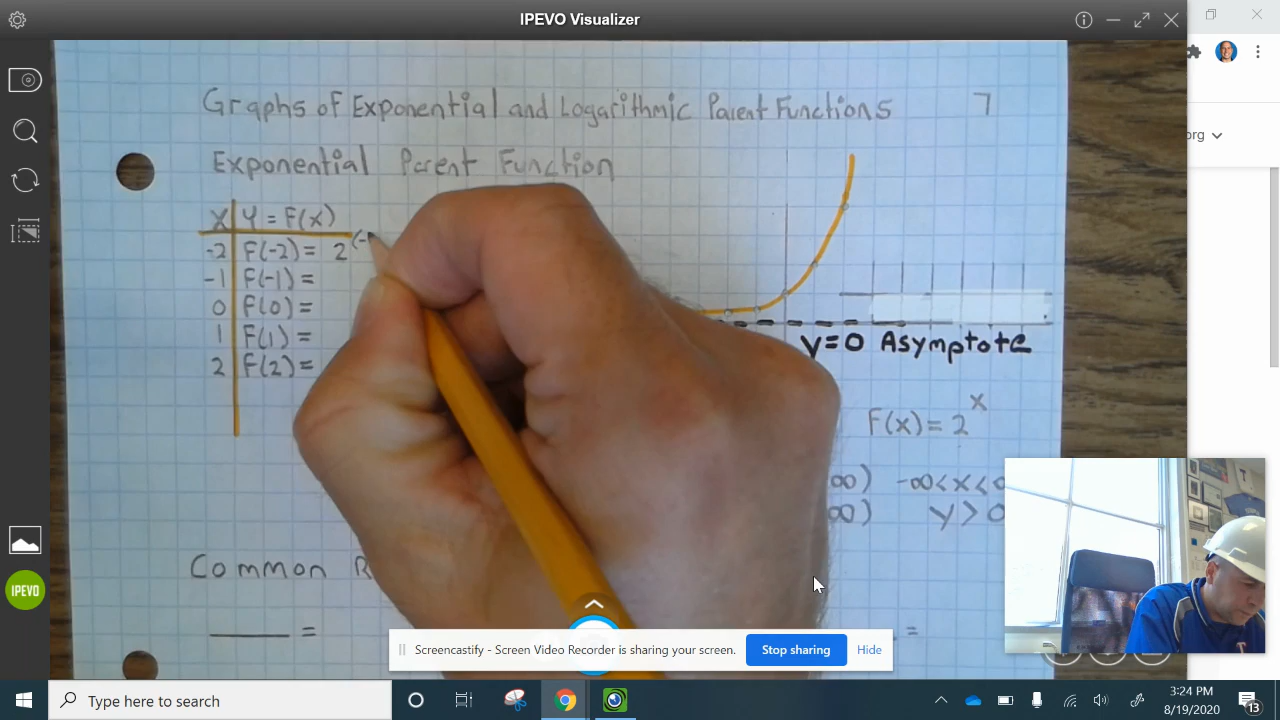 IPEVO Visualizer
Graphs of Exponential and Logarithmic Parent Functions 7
org
Exponential Parent Function
X Y = F(x)
-2 F(-2) = 2(-
-1 F(-1) =
0 F(0) =
1 F(1) =
2 F(2) =
y=0 Asymptote
F(x) = 2^x
∞) -∞<x<
∞) y>0
Common R
=
=
IPEVO
Screencastify - Screen Video Recorder is sharing your screen.
Stop sharing
Hide
Type here to search
3:24 PM
8/19/2020
13